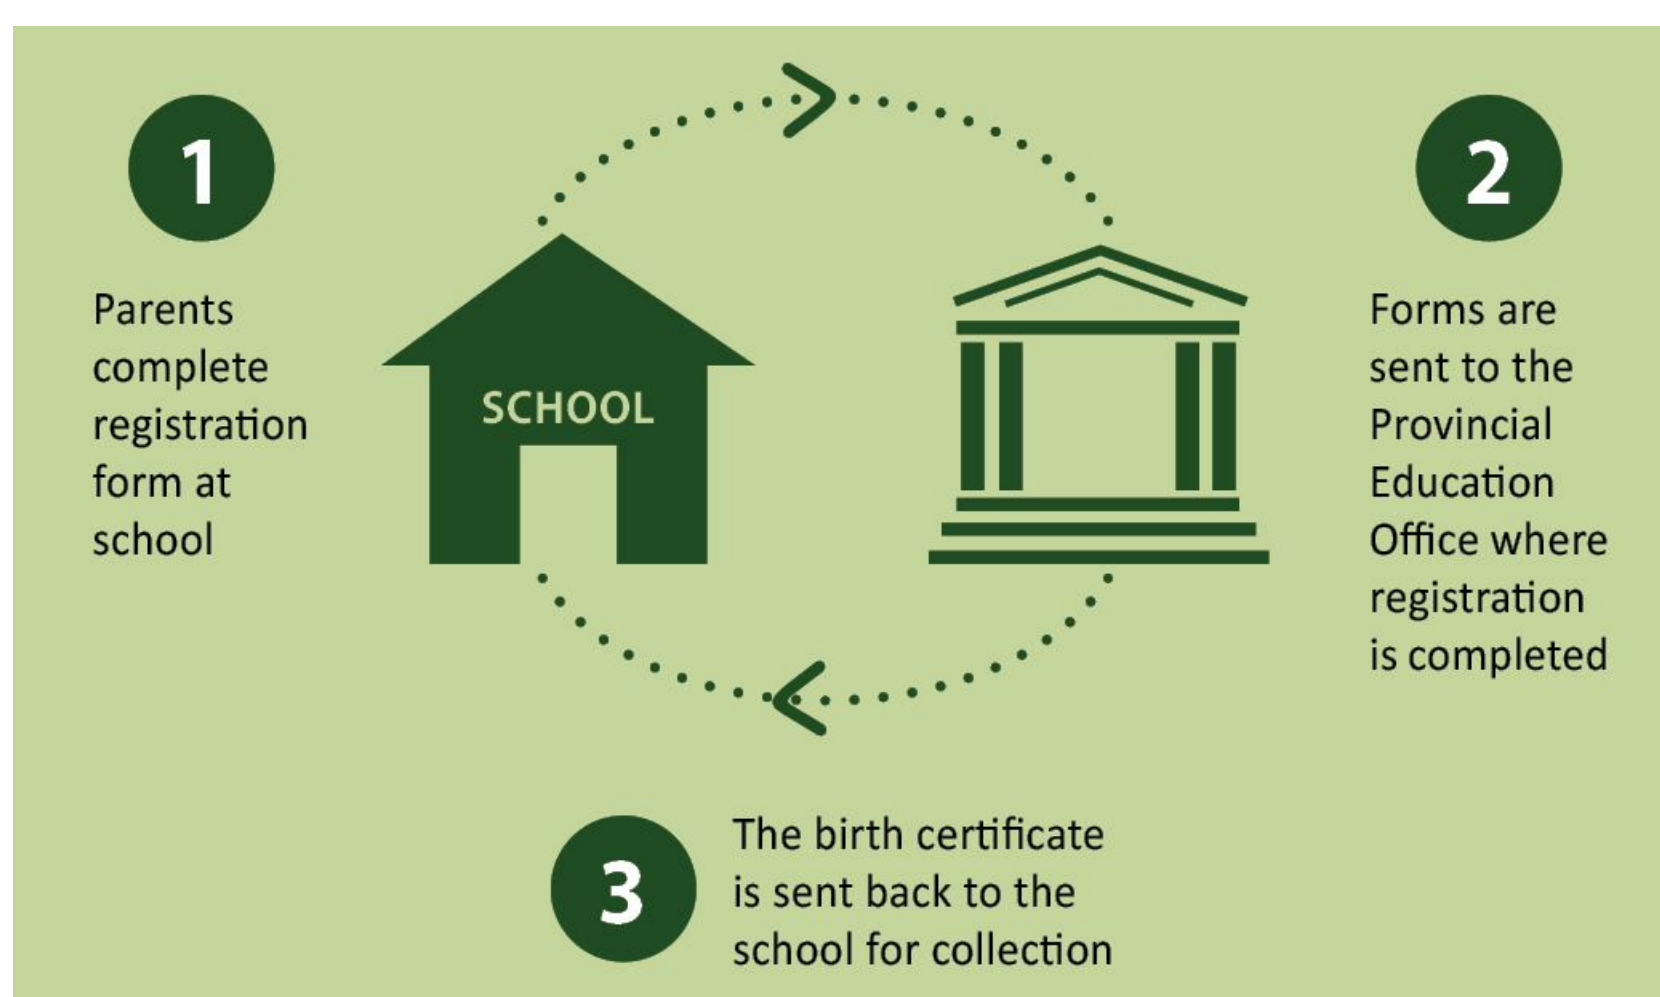 1
Parents
complete
registration
form at
school
SCHOOL
2
Forms are
sent to the
Provincial
Education
Office where
registration
is completed
3
The birth certificate
is sent back to the
school for collection